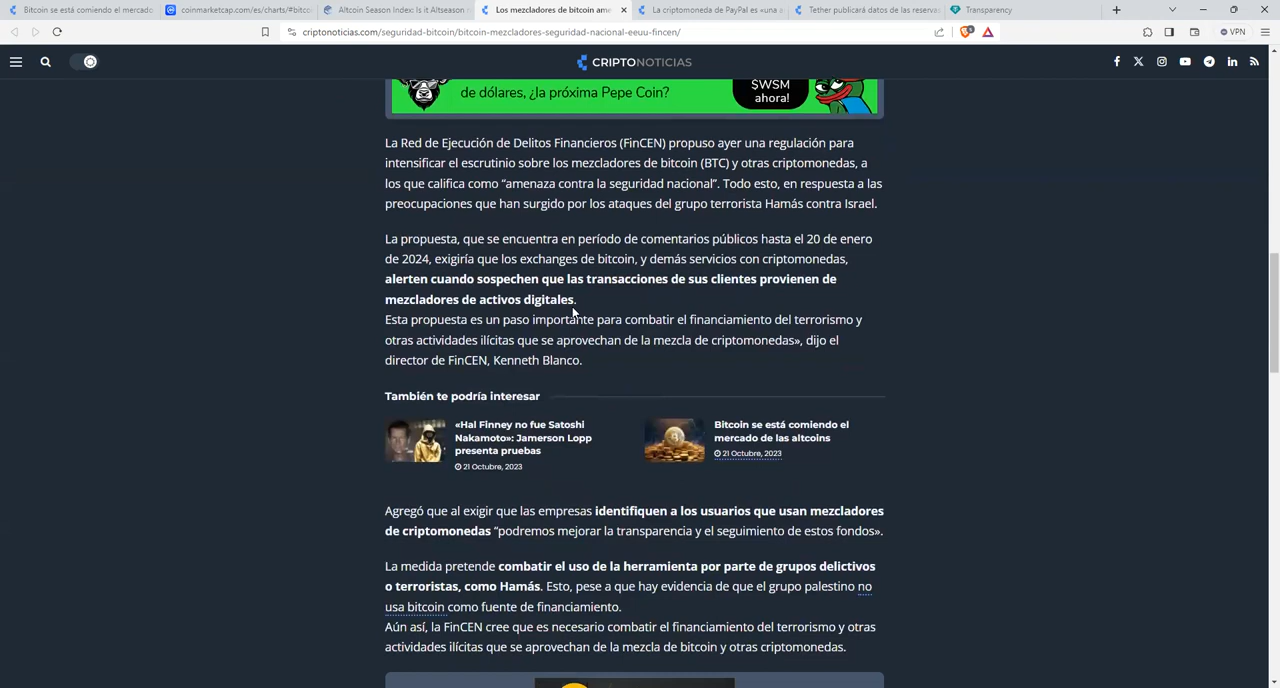 Bitcoin se está comiendo el mercado
coinmarketcap.com/es/charts/#bitco
Altcoin Season Index: Is it Altseason
Los mezcladores de bitcoin ame
La criptomoneda de PayPal es «una
Tether publicará datos de las reservas
Transparency
criptonoticias.com/seguridad-bitcoin/bitcoin-mezcladores-seguridad-nacional-eeuu-fincen/
VPN
CRIPTONOTICIAS
de dólares, ¿la próxima Pepe Coin?
$WSM
ahora!
La Red de Ejecución de Delitos Financieros (FinCEN) propuso ayer una regulación para
intensificar el escrutinio sobre los mezcladores de bitcoin (BTC) y otras criptomonedas, a
los que califica como “amenaza contra la seguridad nacional”. Todo esto, en respuesta a las
preocupaciones que han surgido por los ataques del grupo terrorista Hamás contra Israel.
La propuesta, que se encuentra en período de comentarios públicos hasta el 20 de enero
de 2024, exigiría que los exchanges de bitcoin, y demás servicios con criptomonedas,
alerten cuando sospechen que las transacciones de sus clientes provienen de
mezcladores de activos digitales.
Esta propuesta es un paso importante para combatir el financiamiento del terrorismo y
otras actividades ilícitas que se aprovechan de la mezcla de criptomonedas», dijo el
director de FinCEN, Kenneth Blanco.
También te podría interesar
«Hal Finney no fue Satoshi
Nakamoto»: Jamerson Lopp
presenta pruebas
21 Octubre, 2023
Bitcoin se está comiendo el
mercado de las altcoins
21 Octubre, 2023
Agregó que al exigir que las empresas identifiquen a los usuarios que usan mezcladores
de criptomonedas “podremos mejorar la transparencia y el seguimiento de estos fondos».
La medida pretende combatir el uso de la herramienta por parte de grupos delictivos
o terroristas, como Hamás. Esto, pese a que hay evidencia de que el grupo palestino no
usa bitcoin como fuente de financiamiento.
Aún así, la FinCEN cree que es necesario combatir el financiamiento del terrorismo y otras
actividades ilícitas que se aprovechan de la mezcla de bitcoin y otras criptomonedas.